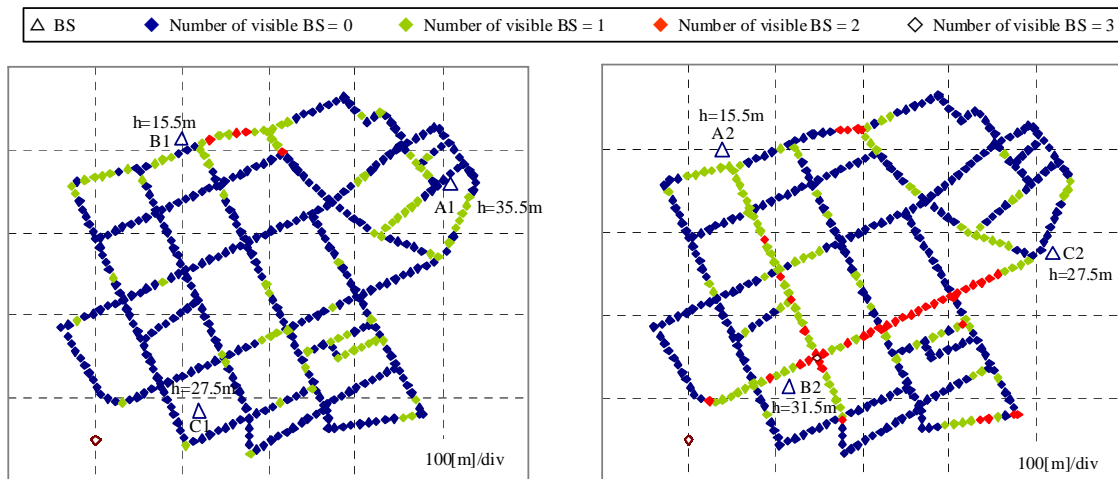 BS Number of visible BS = 0 Number of visible BS = 1 Number of visible BS = 2 Number of visible BS = 3
h=15.5m
B1
A1
h=35.5m
h=27.5m
C1
100[m]/div
h=15.5m
A2
C2
h=27.5m
B2
h=31.5m
100[m]/div